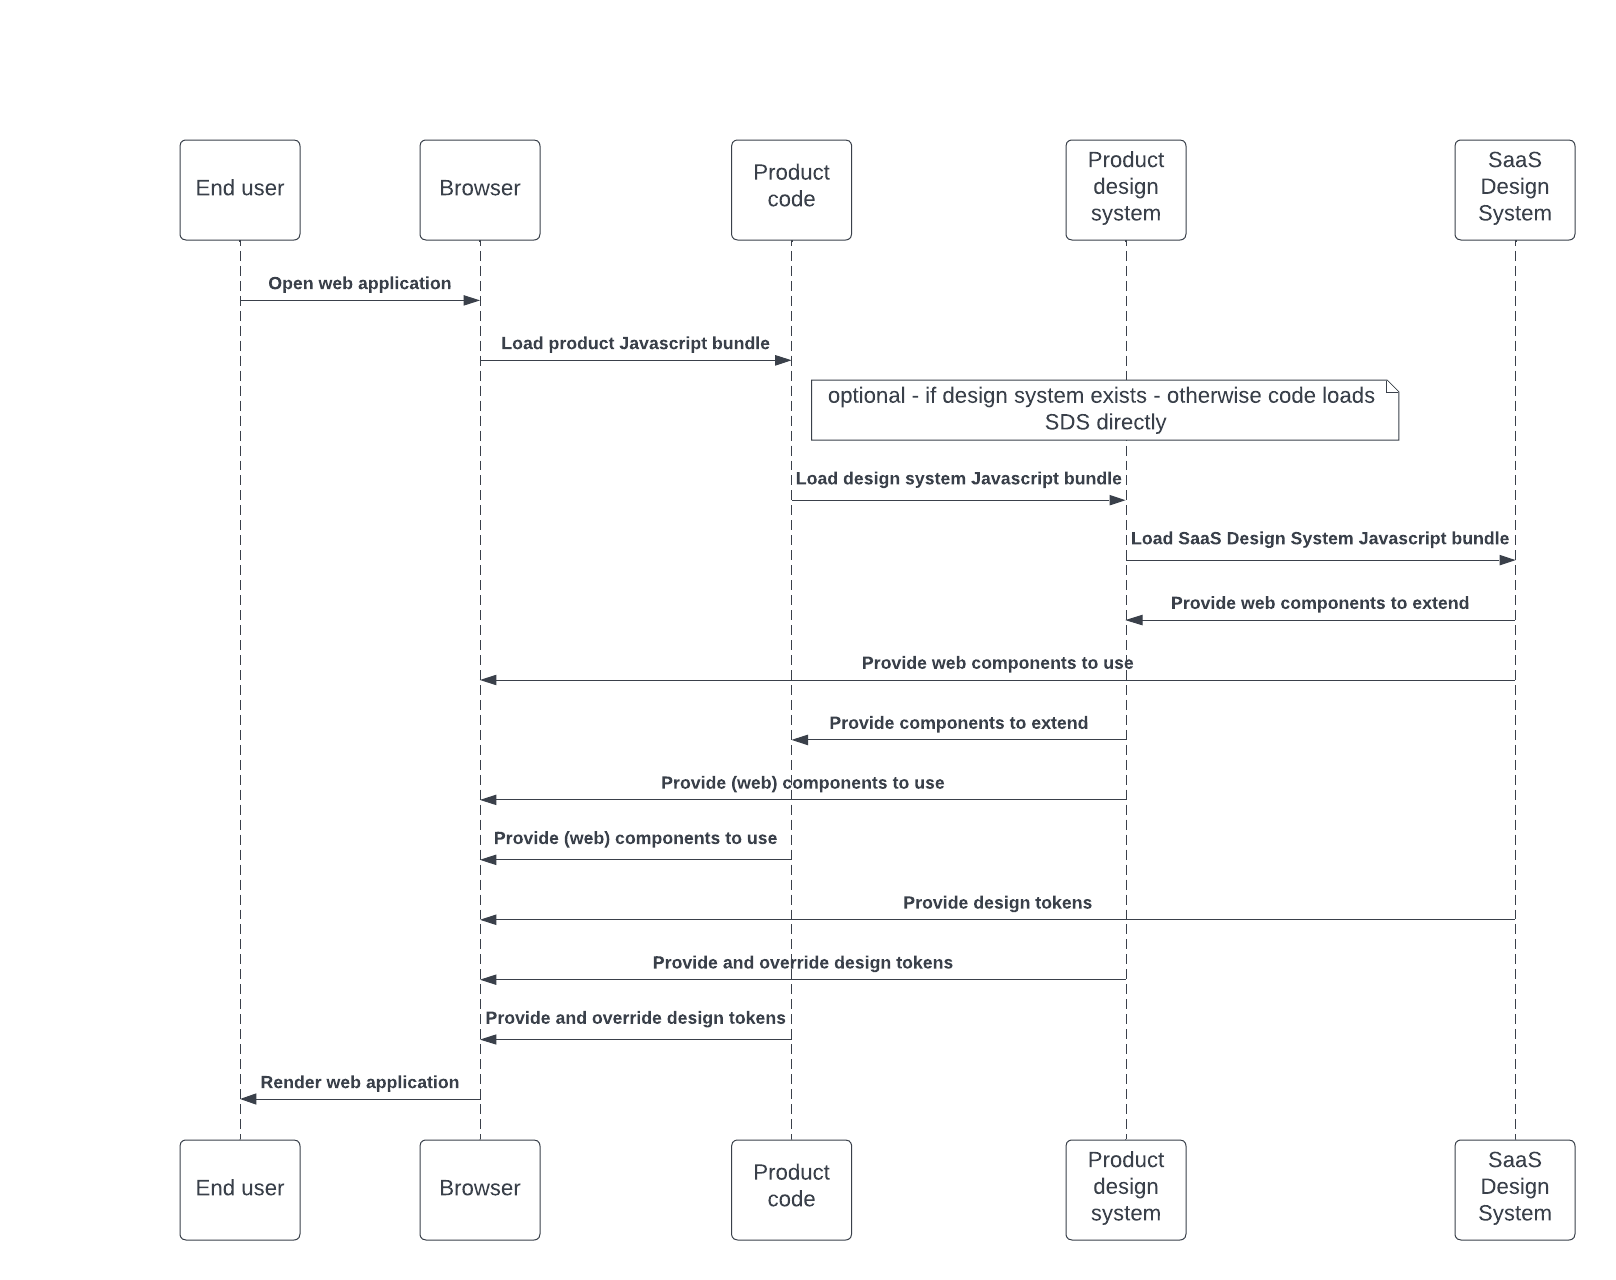 End user
Browser
Product
code
Product
design
system
SaaS
Design
System
Open web application
Load product Javascript bundle
optional - if design system exists - otherwise code loads
SDS directly
Load design system Javascript bundle
Load SaaS Design System Javascript bundle
Provide web components to extend
Provide web components to use
Provide components to extend
Provide (web) components to use
Provide (web) components to use
Provide design tokens
Provide and override design tokens
Provide and override design tokens
Render web application
End user
Browser
Product
code
Product
design
system
SaaS
Design
System